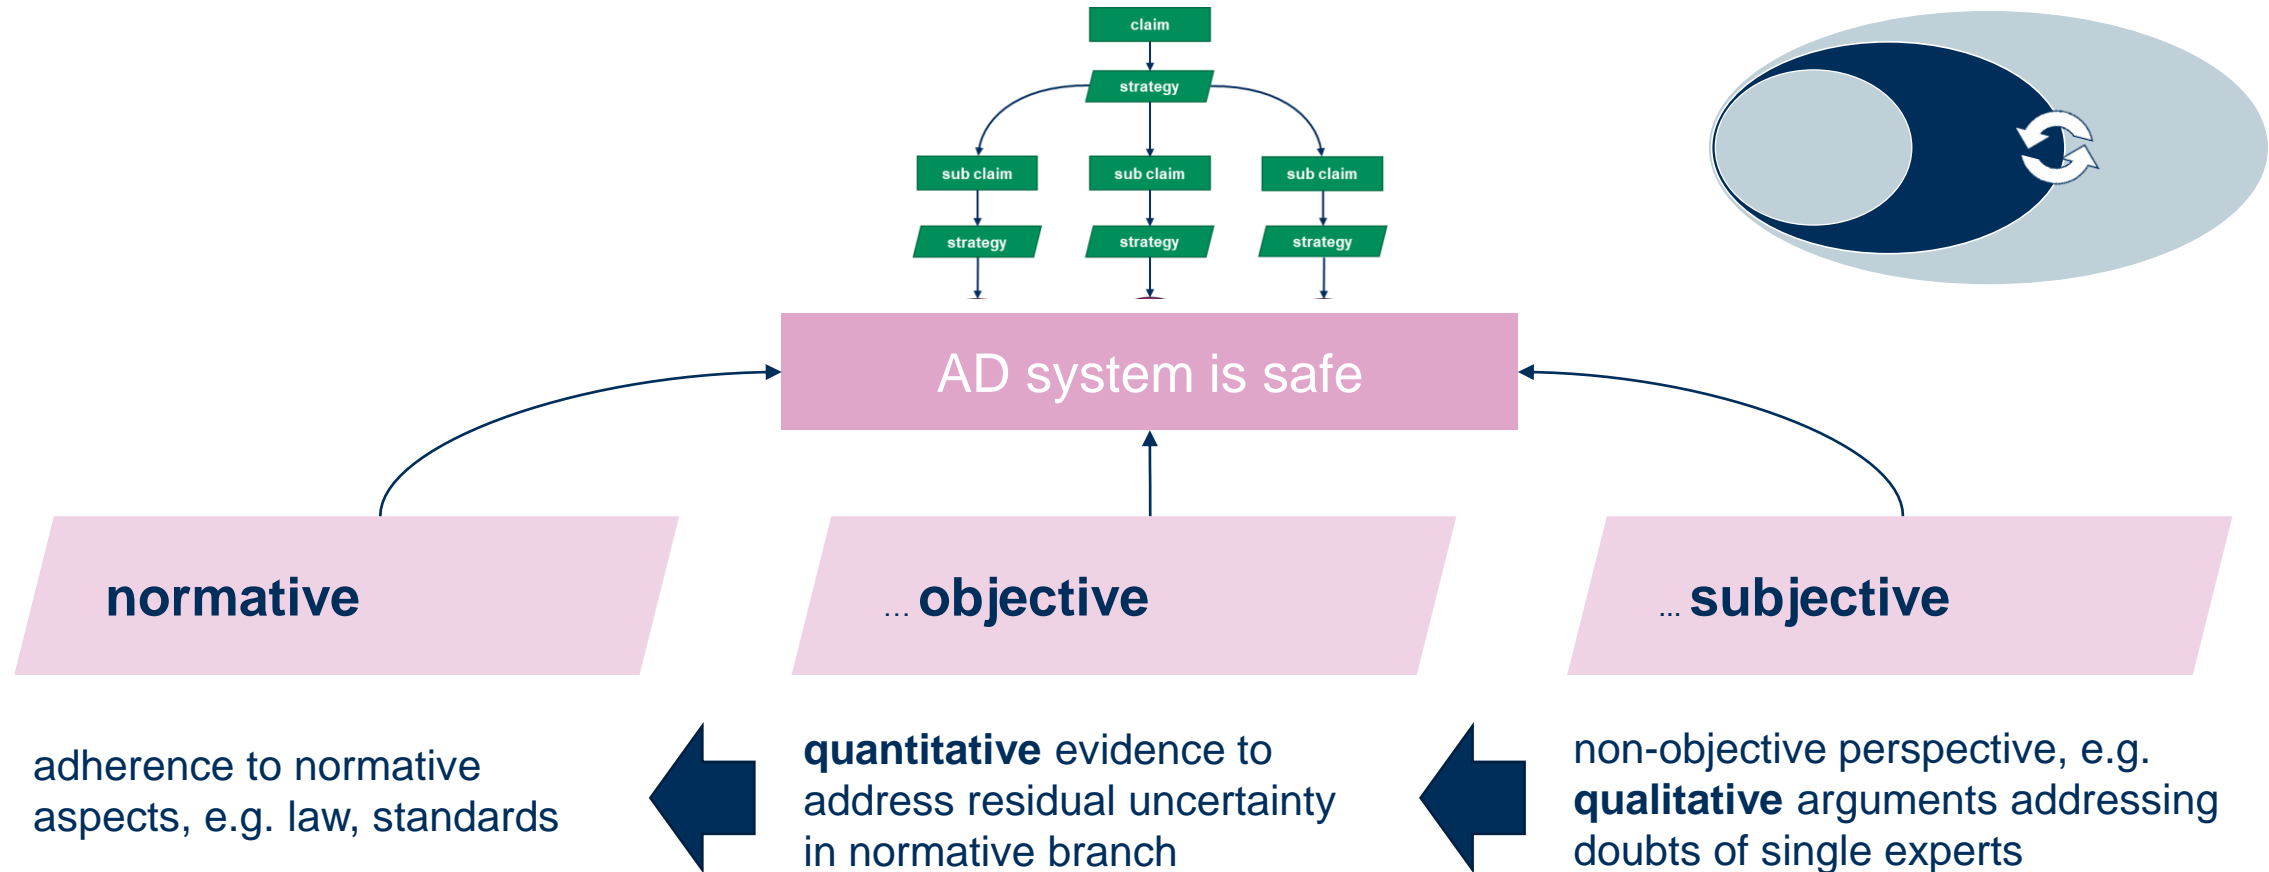 claim
strategy
sub claim
sub claim
sub claim
strategy
strategy
strategy
AD system is safe
normative
... objective
... subjective
adherence to normative
aspects, e.g. law, standards
quantitative evidence to
address residual uncertainty
in normative branch
non-objective perspective, e.g.
qualitative arguments addressing
doubts of single experts